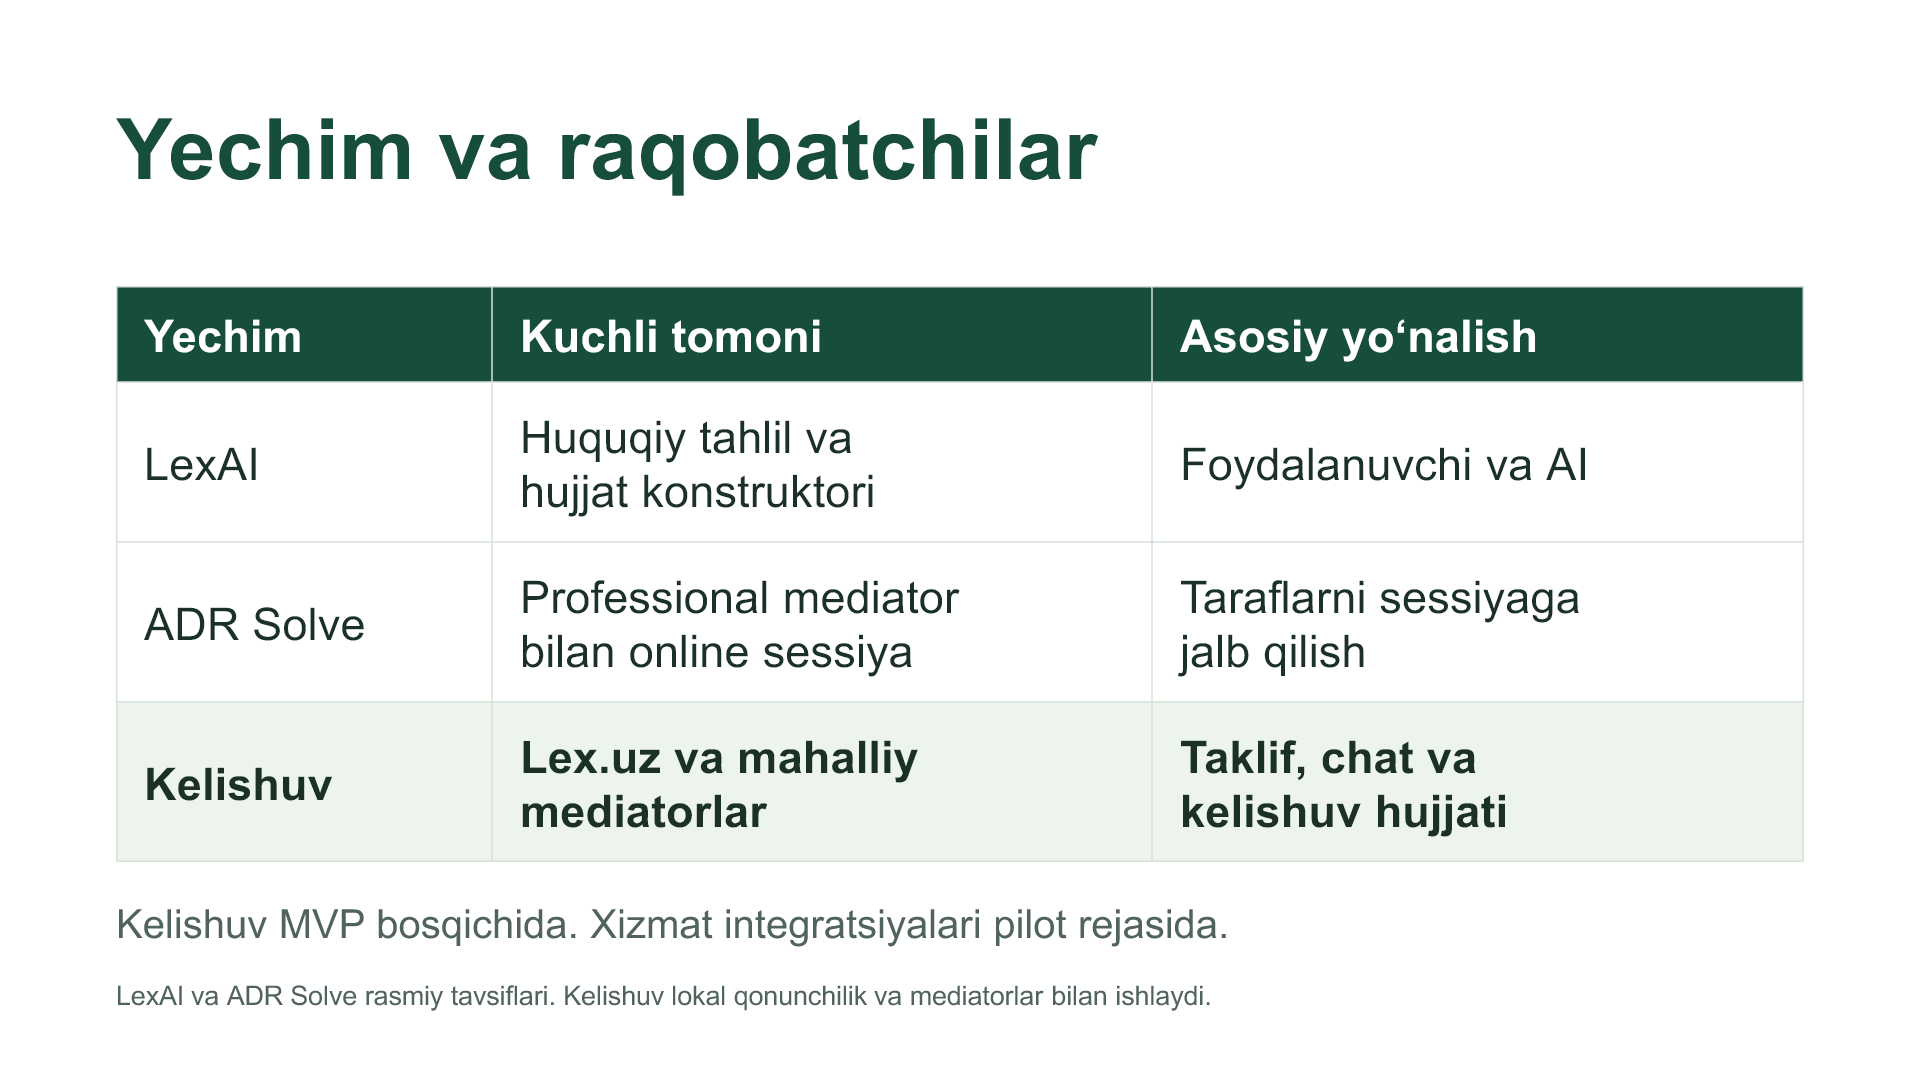 Yechim va raqobatchilar
Yechim
Kuchli tomoni
Asosiy yo‘nalish
LexAI
Huquqiy tahlil va
hujjat konstruktori
Foydalanuvchi va AI
ADR Solve
Professional mediator
bilan online sessiya
Taraflarni sessiyaga
jalb qilish
Kelishuv
Lex.uz va mahalliy
mediatorlar
Taklif, chat va
kelishuv hujjati
Kelishuv MVP bosqichida. Xizmat integratsiyalari pilot rejasida.
LexAI va ADR Solve rasmiy tavsiflari. Kelishuv lokal qonunchilik va mediatorlar bilan ishlaydi.